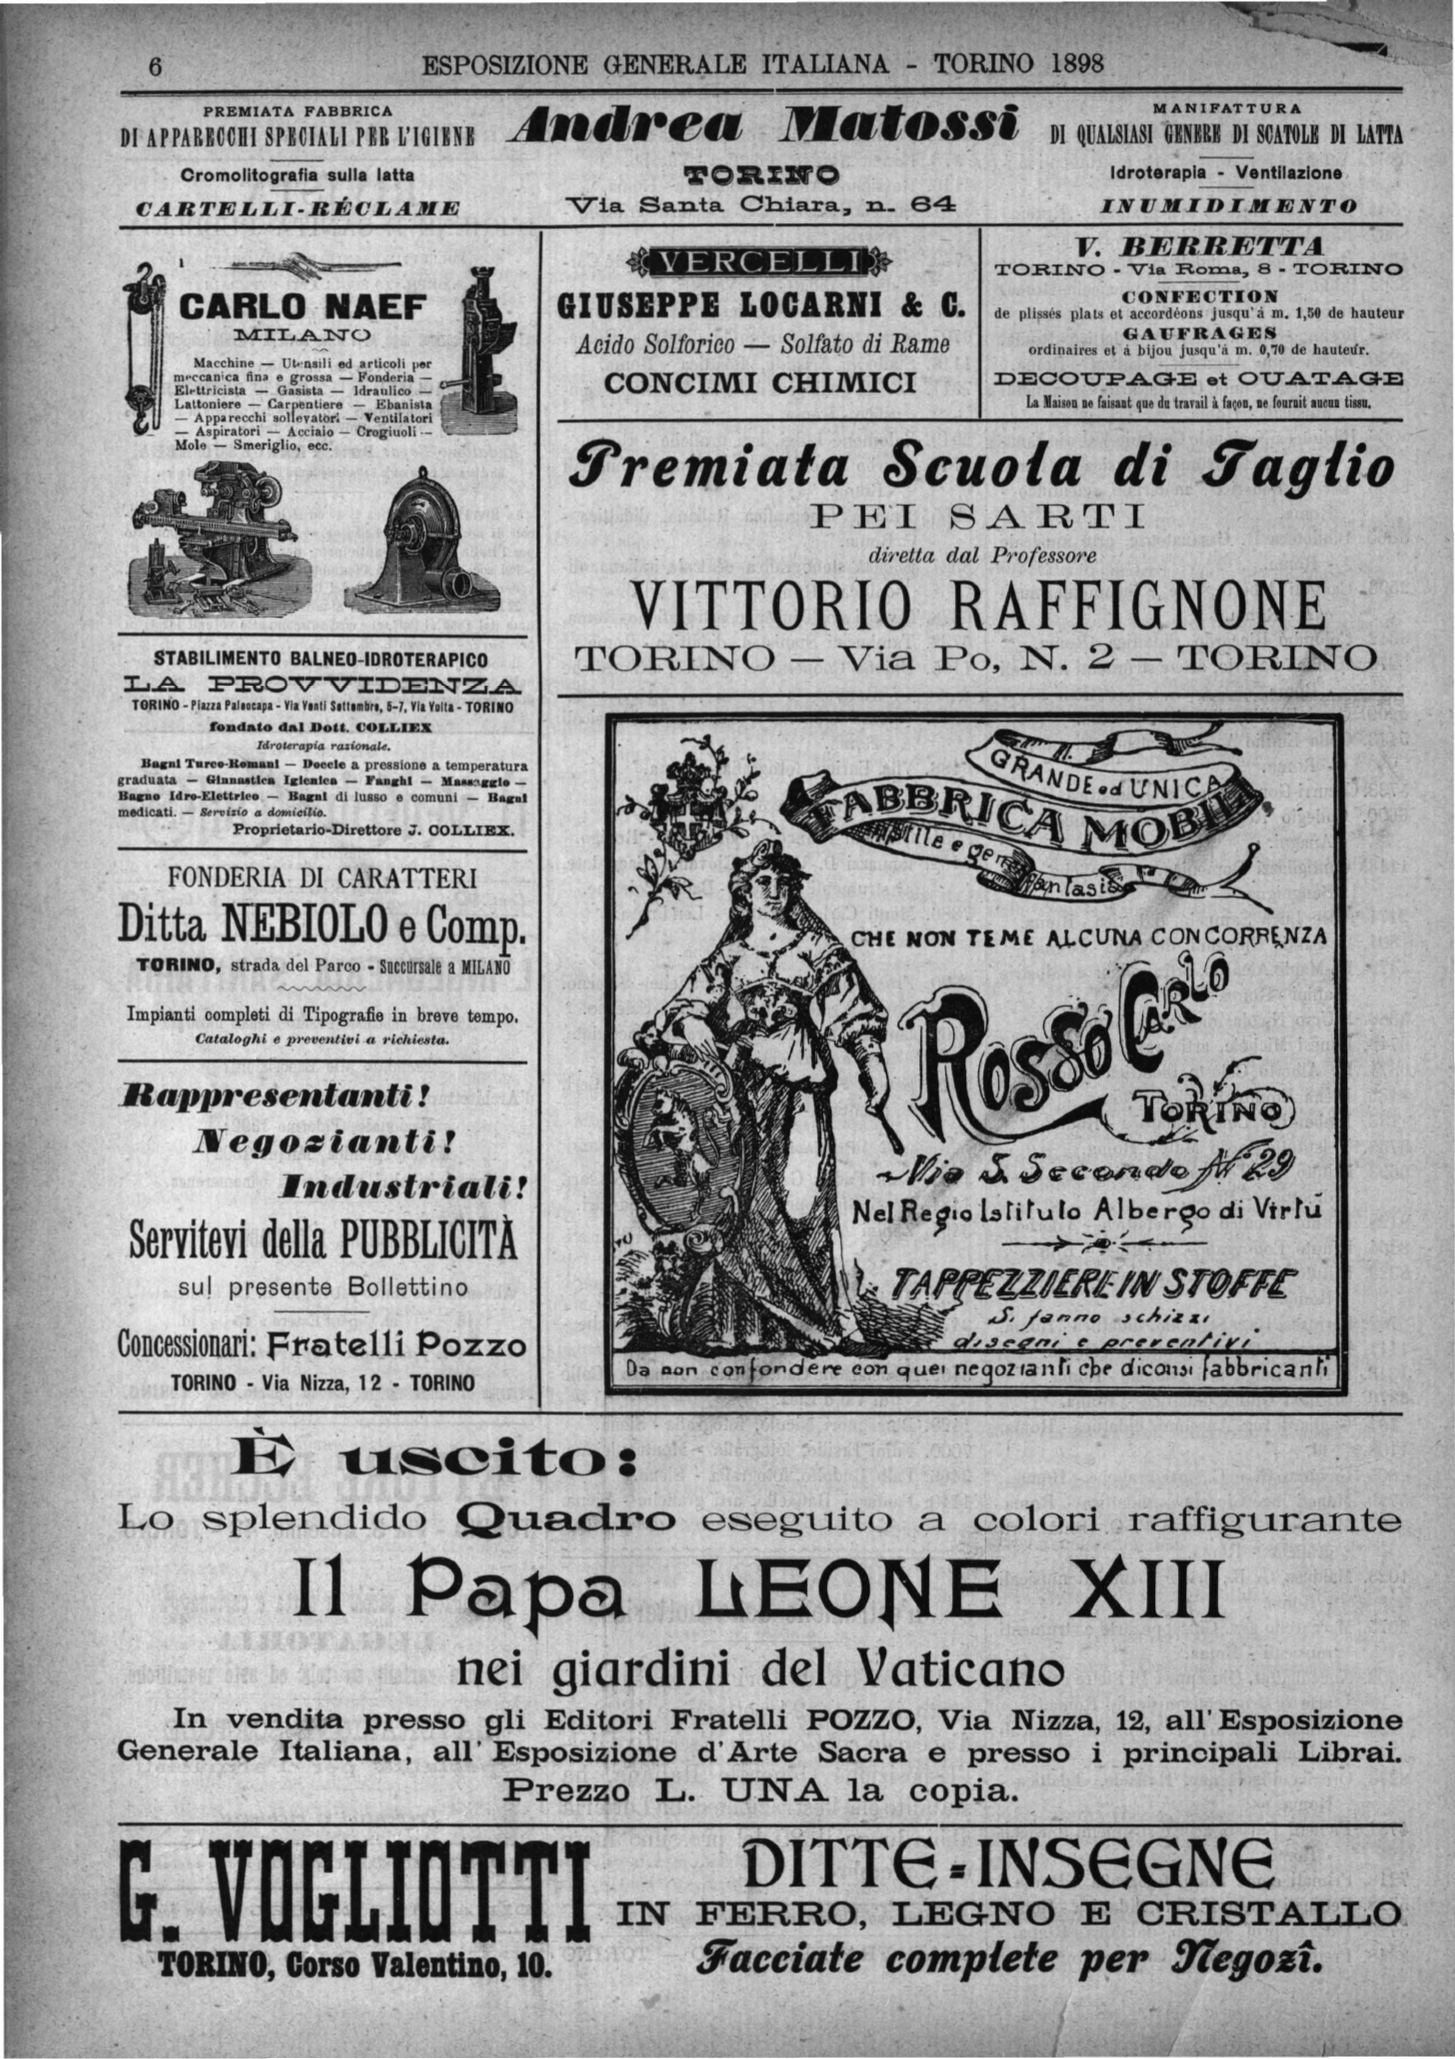 6
ESPOSIZIONE GENERALE ITALIANA - TORINO 1898
PREMIATA FABBRICA
DI APPARECCHI SPECIALI PER L'IGIENE
Cromolitografia sulla latta
CARTELLI-RÉCLAME
Andrea Matossi
TORINO
Via Santa Chiara, n. 64
MANIFATTURA
DI QUALSIASI GENERE DI SCATOLE DI LATTA
Idroterapia - Ventilazione
INUMIDIMENTO
CARLO NAEF
MILANO
Macchine — Utensili ed articoli per
meccanica fina e grossa — Fonderia —
Elettricista — Gasista — Idraulico —
Lattoniere — Carpentiere — Ebanista
— Apparecchi sollevatori — Ventilatori
— Aspiratori — Acciaio — Crogiuoli —
Mole — Smeriglio, ecc.
STABILIMENTO BALNEO-IDROTERAPICO
LA PROVVIDENZA
TORINO - Piazza Paleocapa - Via Venti Settembre, 5-7, Via Volta - TORINO
fondato dal Dott. COLLIEX
Idroterapia razionale.
Bagni Turco-Romani — Doccie a pressione a temperatura
graduata — Ginnastica Igienica — Fanghi — Massaggio —
Bagno Idro-Elettrico — Bagni di lusso e comuni — Bagni
medicati. — Servizio a domicilio.
Proprietario-Direttore J. COLLIEX.
FONDERIA DI CARATTERI
Ditta NEBIOLO e Comp.
TORINO, strada del Parco - Succursale a MILANO
Impianti completi di Tipografie in breve tempo.
Cataloghi e preventivi a richiesta.
Rappresentanti!
Negozianti!
Industriali!
Servitevi della PUBBLICITÀ
sul presente Bollettino
Concessionari: Fratelli Pozzo
TORINO - Via Nizza, 12 - TORINO
VERCELLI
GIUSEPPE LOCARNI & C.
Acido Solforico — Solfato di Rame
CONCIMI CHIMICI
V. BERRETTA
TORINO - Via Roma, 8 - TORINO
CONFECTION
de plissés plats et accordéons jusqu'à m. 1,50 de hauteur
GAUFRAGES
ordinaires et à bijou jusqu'à m. 0,70 de hauteur.
DECOUPAGE et OUATAGE
La Maison ne faisant que du travail à façon, ne fournit aucun tissu.
Premiata Scuola di Taglio
PEI SARTI
diretta dal Professore
VITTORIO RAFFIGNONE
TORINO — Via Po, N. 2 — TORINO
GRANDE ed UNICA
FABBRICA MOBILI
in stile e genere fantasia
CHE NON TEME ALCUNA CONCORRENZA
ROSSO CARLO
TORINO
Via S. Secondo N. 29
Nel Regio Istituto Albergo di Virtù
TAPPEZZIERE IN STOFFE
Si fanno schizzi
disegni e preventivi
Da non confondere con quei negozianti che diconsi fabbricanti
È uscito:
Lo splendido Quadro eseguito a colori raffigurante
Il Papa LEONE XIII
nei giardini del Vaticano
In vendita presso gli Editori Fratelli POZZO, Via Nizza, 12, all'Esposizione
Generale Italiana, all' Esposizione d'Arte Sacra e presso i principali Librai.
Prezzo L. UNA la copia.
G. VOGLIOTTI
TORINO, Corso Valentino, 10.
DITTE-INSEGNE
IN FERRO, LEGNO E CRISTALLO
Facciate complete per Negozî.